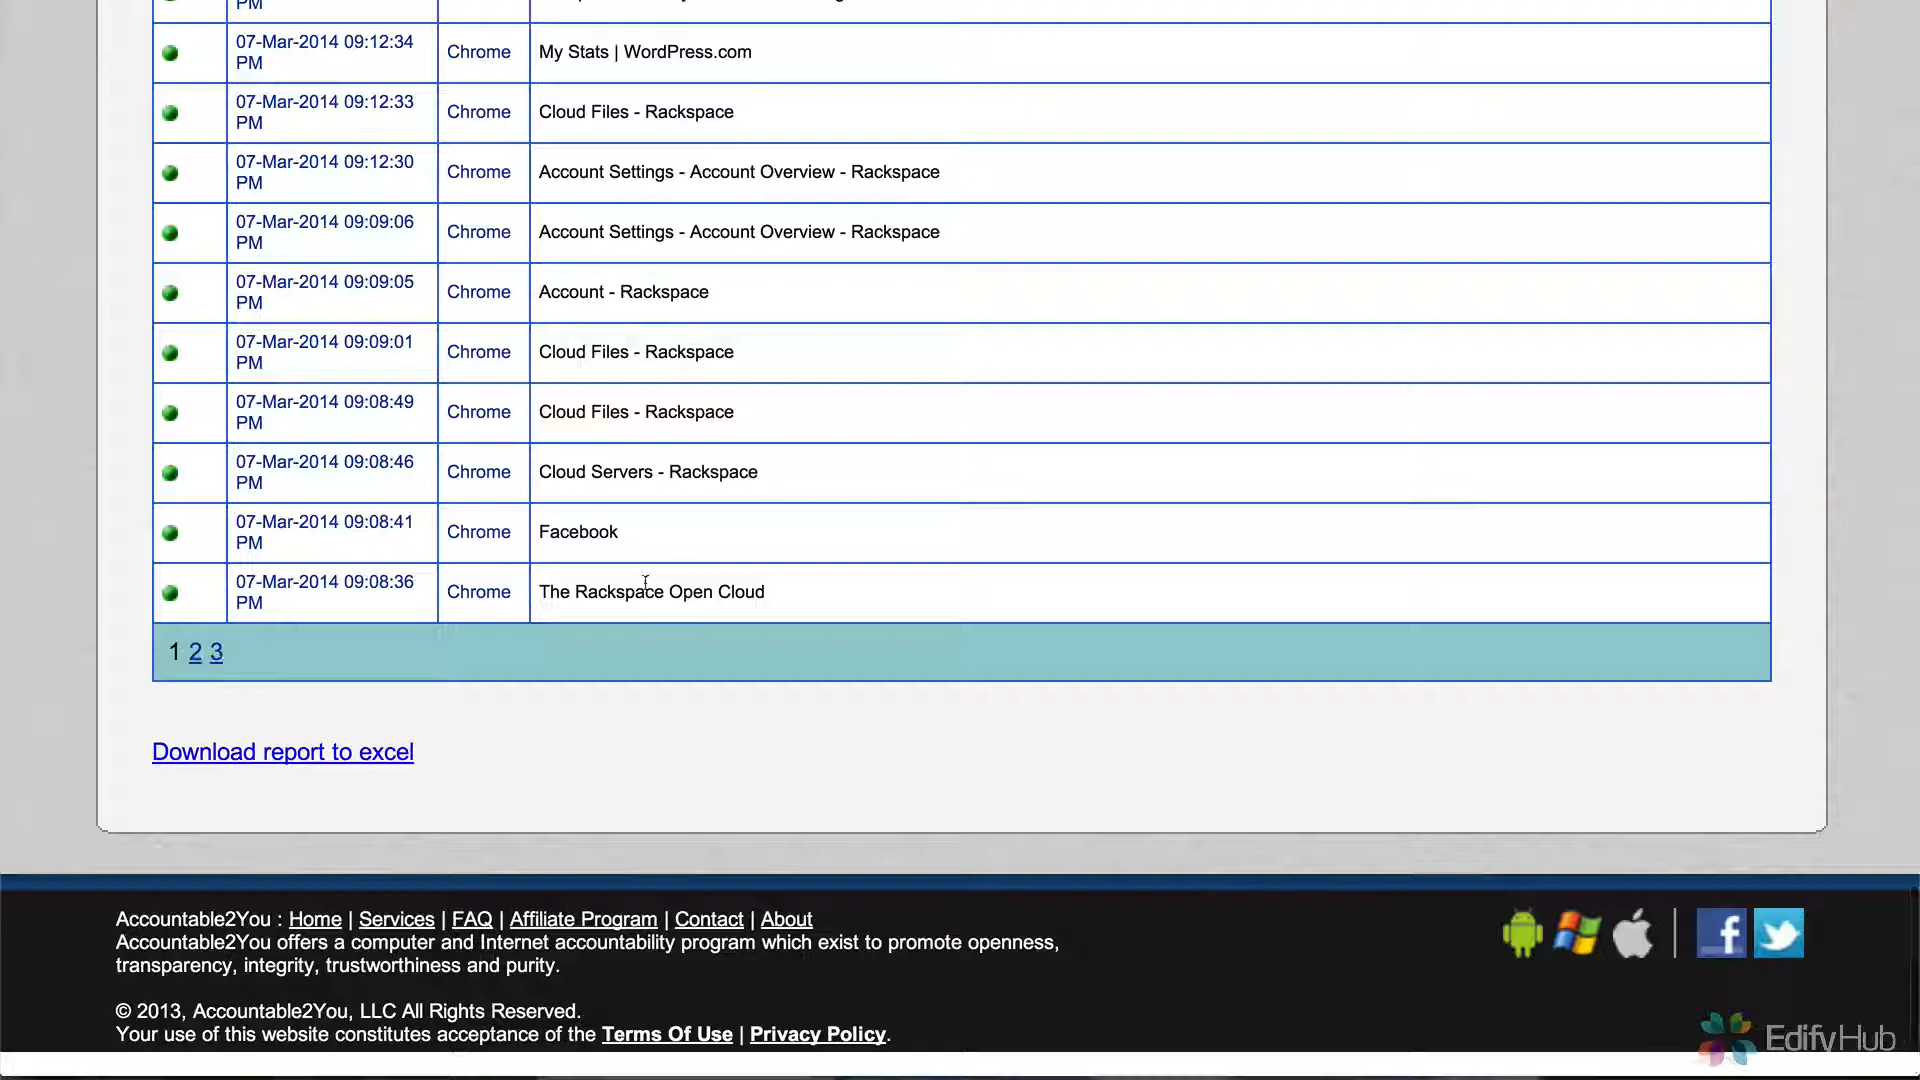 PM
07-Mar-2014 09:12:34
PM
Chrome
My Stats | WordPress.com
07-Mar-2014 09:12:33
PM
Chrome
Cloud Files - Rackspace
07-Mar-2014 09:12:30
PM
Chrome
Account Settings - Account Overview - Rackspace
07-Mar-2014 09:09:06
PM
Chrome
Account Settings - Account Overview - Rackspace
07-Mar-2014 09:09:05
PM
Chrome
Account - Rackspace
07-Mar-2014 09:09:01
PM
Chrome
Cloud Files - Rackspace
07-Mar-2014 09:08:49
PM
Chrome
Cloud Files - Rackspace
07-Mar-2014 09:08:46
PM
Chrome
Cloud Servers - Rackspace
07-Mar-2014 09:08:41
PM
Chrome
Facebook
07-Mar-2014 09:08:36
PM
Chrome
The Rackspace Open Cloud
1 2 3
Download report to excel
Accountable2You : Home | Services | FAQ | Affiliate Program | Contact | About
Accountable2You offers a computer and Internet accountability program which exist to promote openness,
transparency, integrity, trustworthiness and purity.
© 2013, Accountable2You, LLC All Rights Reserved.
Your use of this website constitutes acceptance of the Terms Of Use | Privacy Policy.
EdifyHub